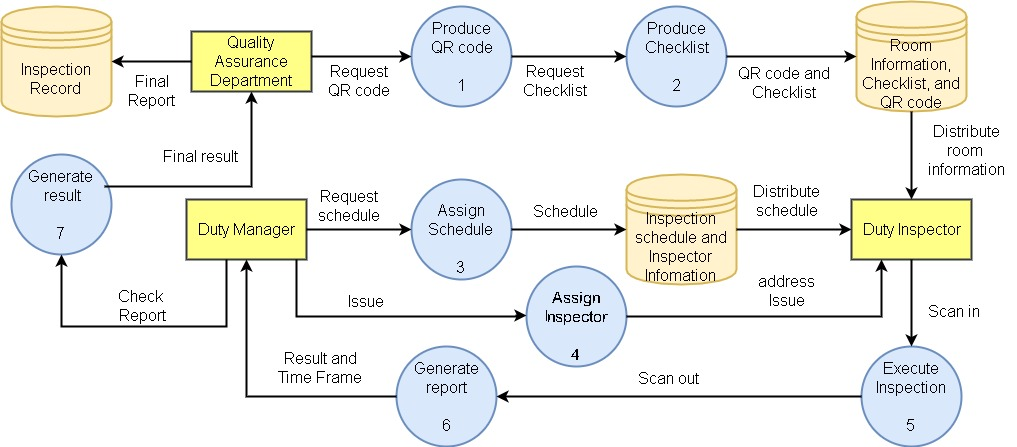 Inspection
Record
Final
Report
Quality
Assurance
Department
Request
QR code
Produce
QR code
1
Request
Checklist
Produce
Checklist
2
QR code and
Checklist
Room
Information,
Checklist, and
QR code
Distribute
room
information
Final result
Generate
result
7
Duty Manager
Request
schedule
Assign
Schedule
3
Schedule
Inspection
schedule and
Inspector
Infomation
Distribute
schedule
Duty Inspector
Check
Report
Issue
Assign
Inspector
4
address
Issue
Scan in
Result and
Time Frame
Generate
report
6
Scan out
Execute
Inspection
5